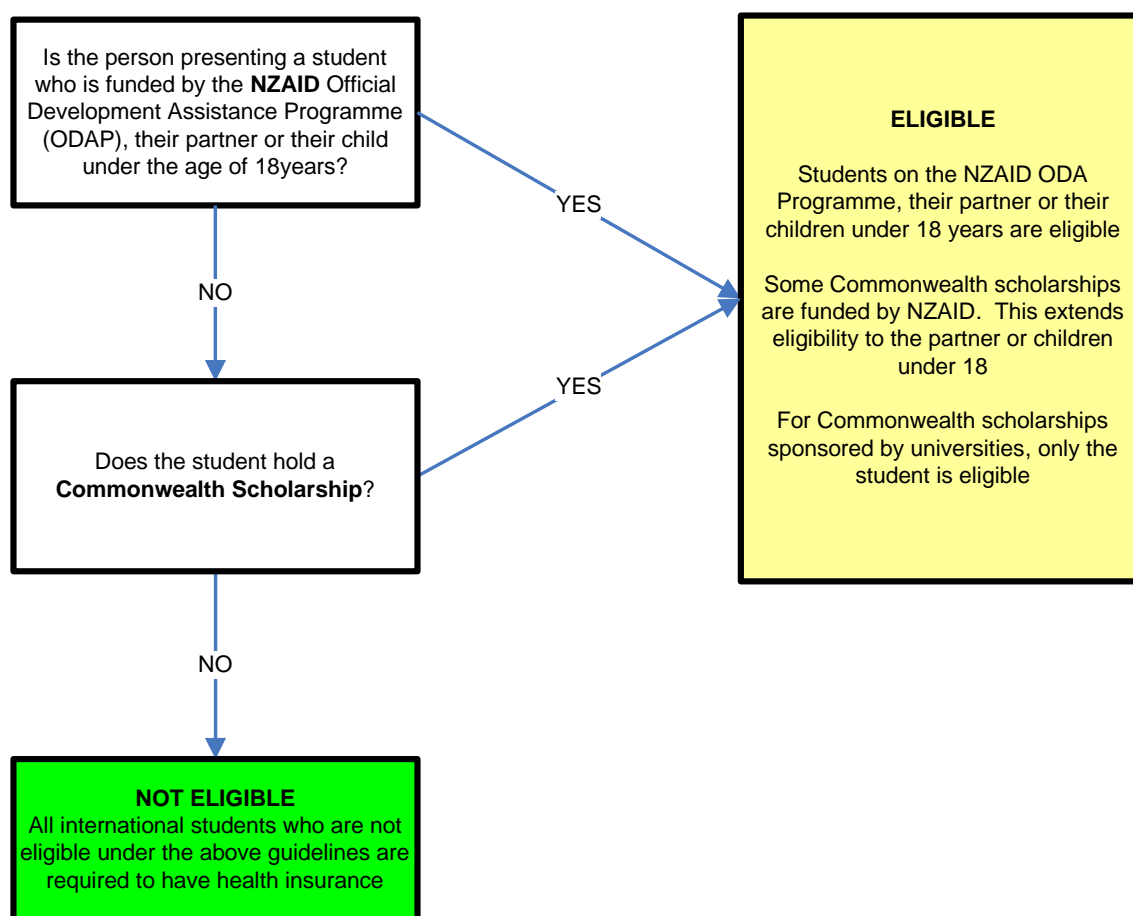 Is the person presenting a student
who is funded by the NZAID Official
Development Assistance Programme
(ODAP), their partner or their child
under the age of 18years?
YES
NO
ELIGIBLE
Students on the NZAID ODA
Programme, their partner or their
children under 18 years are eligible
Some Commonwealth scholarships
are funded by NZAID.  This extends
eligibility to the partner or children
under 18
For Commonwealth scholarships
sponsored by universities, only the
student is eligible
Does the student hold a
Commonwealth Scholarship?
YES
NO
NOT ELIGIBLE
All international students who are not
eligible under the above guidelines are
required to have health insurance